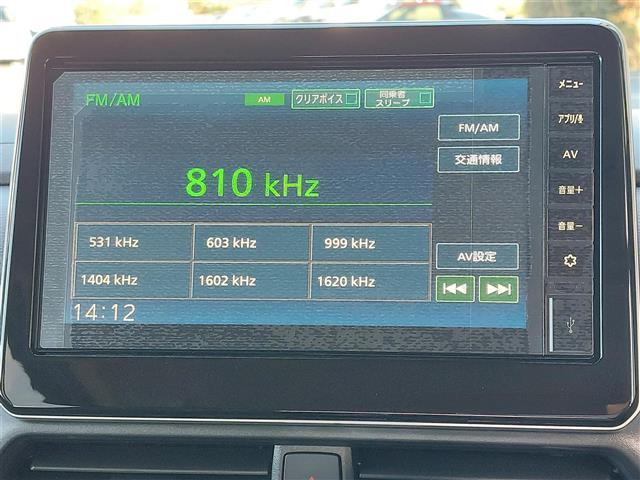 FM/AM
AM
クリアボイス
同乗者
スリープ
810 kHz
FM/AM
交通情報
531 kHz 603 kHz 999 kHz
1404 kHz 1602 kHz 1620 kHz
AV設定
14:12
メニュー
アプリ/
AV
音量+
音量-